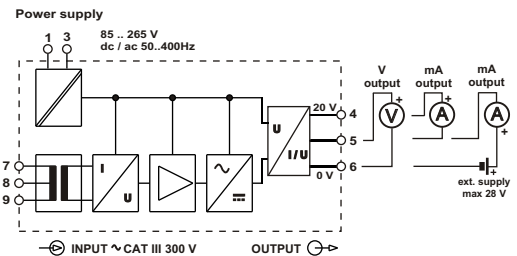 Power supply
1 3
85 .. 265 V
dc / ac 50..400Hz
V output
mA output
mA output
20 V 4
U
5
I / U
6
0 V
7
8
9
I
U
+
V
+
A
+
A
+
ext. supply
max 28 V
INPUT ~ CAT III 300 V
OUTPUT